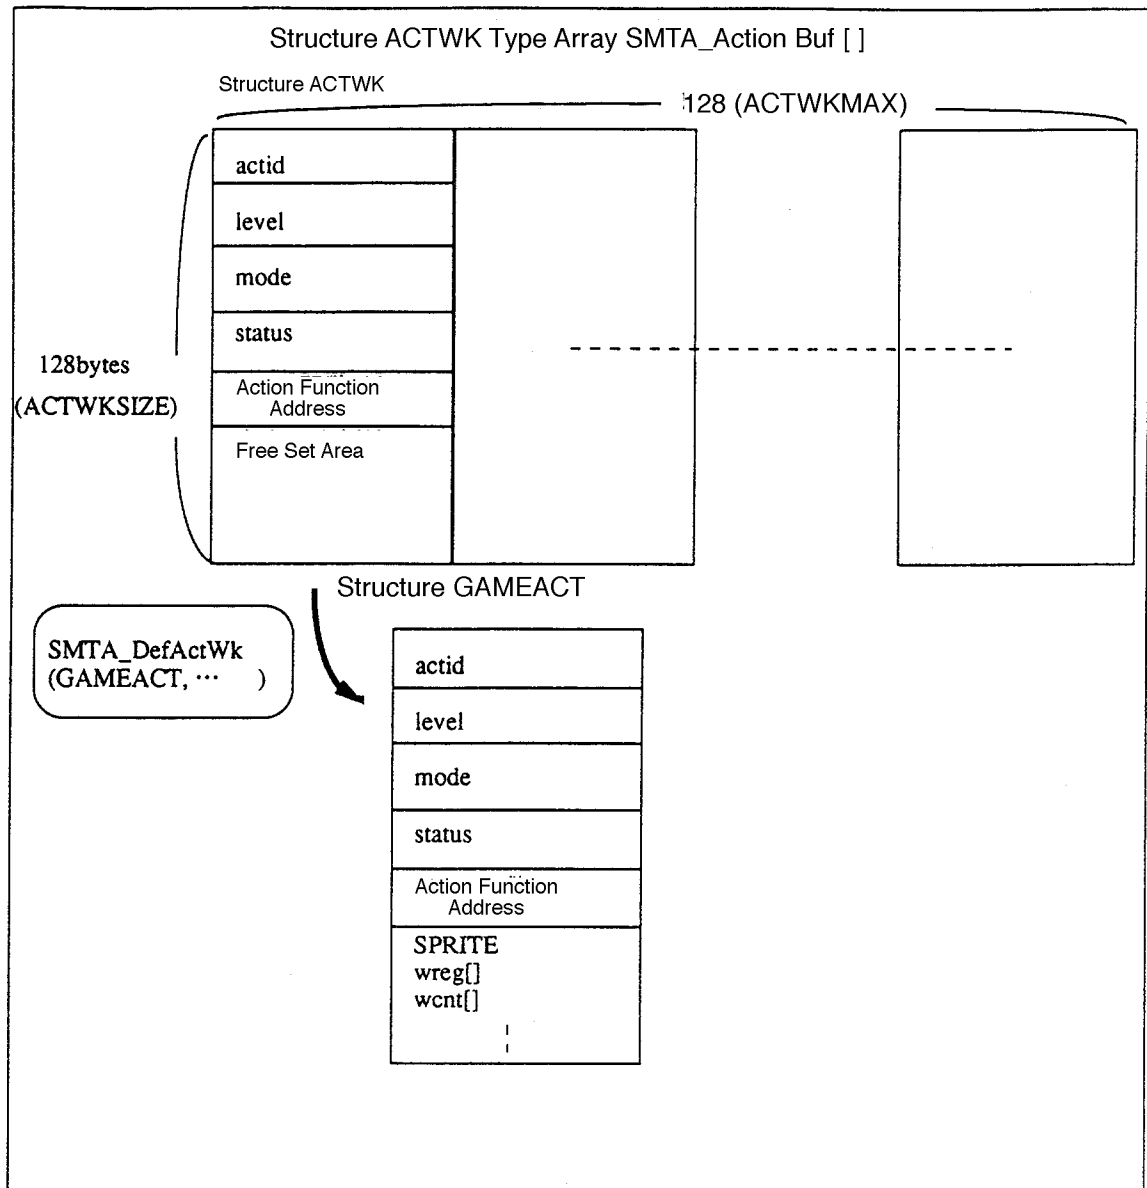 Structure ACTWK Type Array SMTA_Action Buf [ ]
Structure ACTWK
128 (ACTWKMAX)
actid
level
mode
status
Action Function
Address
Free Set Area
128bytes
(ACTWKSIZE)
Structure GAMEACT
SMTA_DefActWk
(GAMEACT, ··· )
actid
level
mode
status
Action Function
Address
SPRITE
wreg[]
wcnt[]